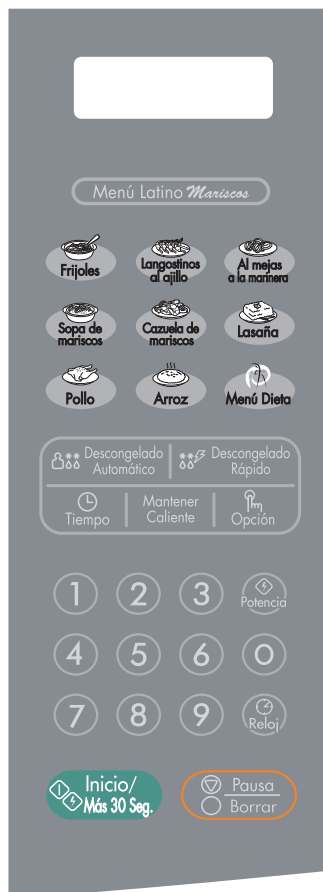 Menú Latino Mariscos
Frijoles
Langostinos
al ajillo
Al mejas
a la marinera
Sopa de
mariscos
Cazuela de
mariscos
Lasaña
Pollo
Arroz
Menú Dieta
Descongelado
Automático
Descongelado
Rápido
Tiempo
Mantener
Caliente
Opción
1 2 3
Potencia
4 5 6 0
7 8 9
Reloj
Inicio/
Más 30 Seg.
Pausa
Borrar